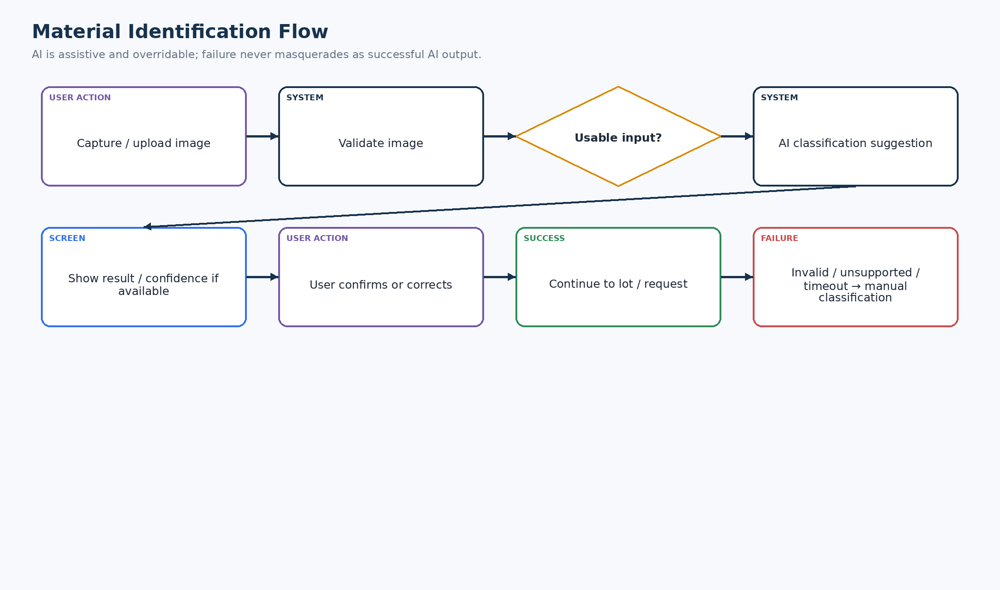 Material Identification Flow
AI is assistive and overridable; failure never masquerades as successful AI output.
USER ACTION
Capture / upload image
SYSTEM
Validate image
Usable input?
SYSTEM
AI classification suggestion
SCREEN
Show result / confidence if
available
USER ACTION
User confirms or corrects
SUCCESS
Continue to lot / request
FAILURE
Invalid / unsupported /
timeout → manual
classification